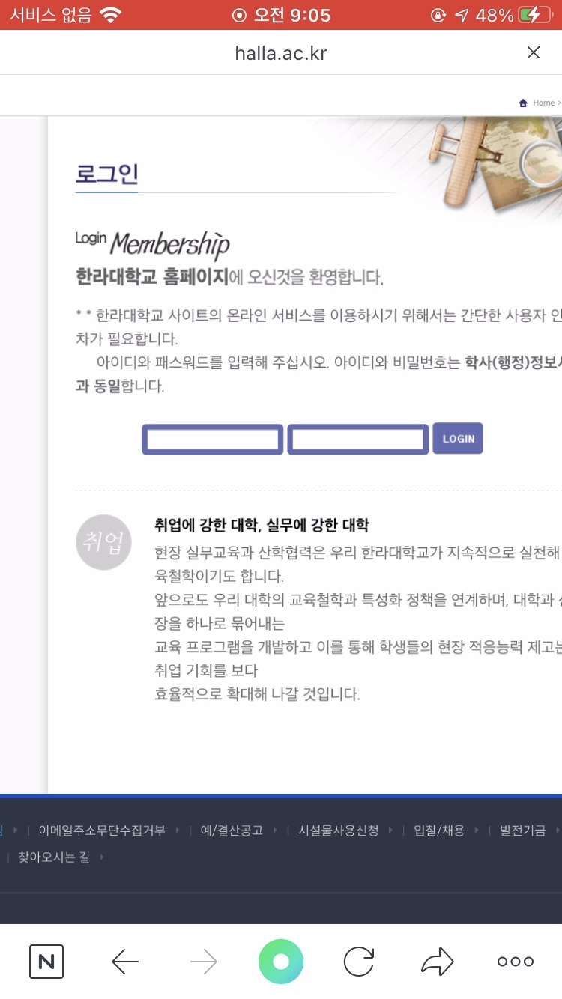 서비스 없음 오전 9:05 48%
halla.ac.kr
Home >
로그인
Login Membership
한라대학교 홈페이지에 오신것을 환영합니다.
* * 한라대학교 사이트의 온라인 서비스를 이용하시기 위해서는 간단한 사용자 인
차가 필요합니다.
아이디와 패스워드를 입력해 주십시오. 아이디와 비밀번호는 학사(행정)정보시
과 동일합니다.
LOGIN
취업
취업에 강한 대학, 실무에 강한 대학
현장 실무교육과 산학협력은 우리 한라대학교가 지속적으로 실천해
육철학이기도 합니다.
앞으로도 우리 대학의 교육철학과 특성화 정책을 연계하며, 대학과
장을 하나로 묶어내는
교육 프로그램을 개발하고 이를 통해 학생들의 현장 적응능력 제고는
취업 기회를 보다
효율적으로 확대해 나갈 것입니다.
이메일주소무단수집거부 예/결산공고 시설물사용신청 입찰/채용 발전기금
찾아오시는 길
N